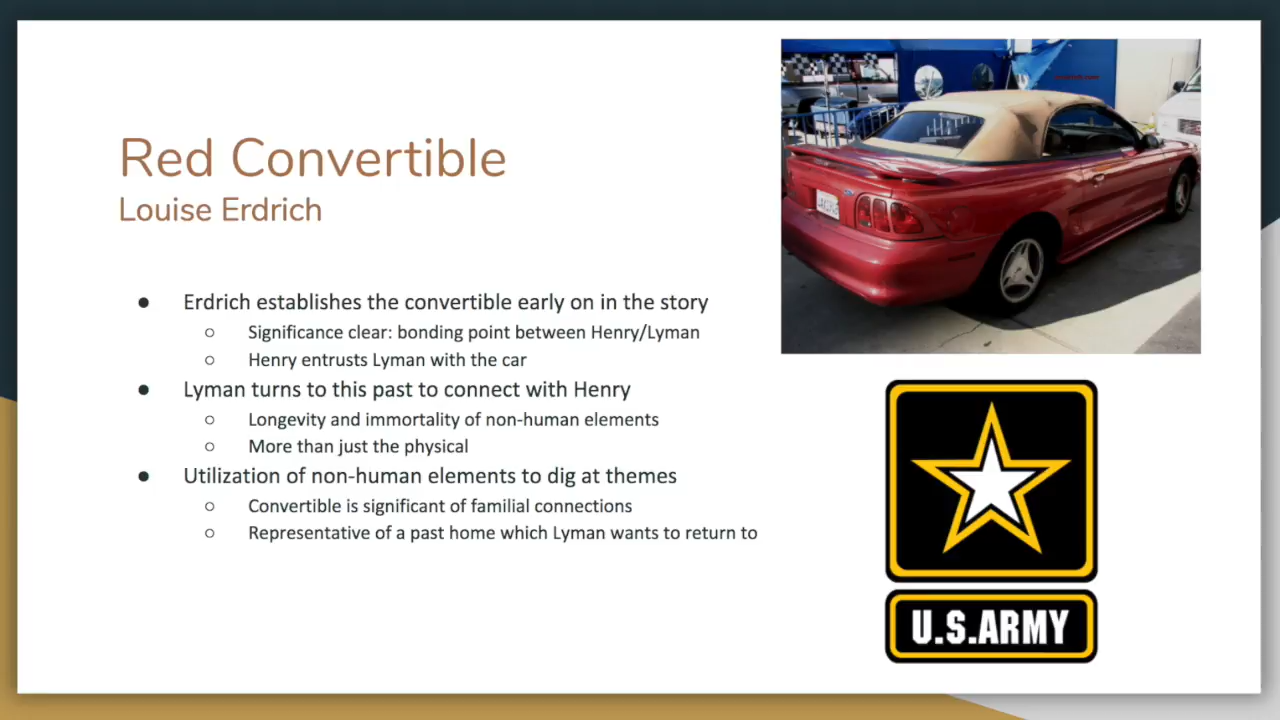 Red Convertible
Louise Erdrich
● Erdrich establishes the convertible early on in the story
○ Significance clear: bonding point between Henry/Lyman
○ Henry entrusts Lyman with the car
● Lyman turns to this past to connect with Henry
○ Longevity and immortality of non-human elements
○ More than just the physical
● Utilization of non-human elements to dig at themes
○ Convertible is significant of familial connections
○ Representative of a past home which Lyman wants to return to
U.S.ARMY